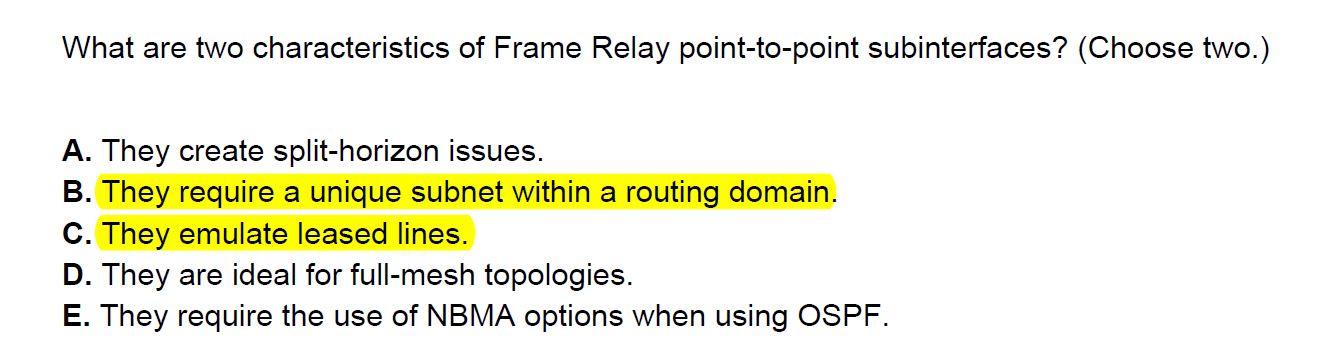 What are two characteristics of Frame Relay point-to-point subinterfaces? (Choose two.)
A. They create split-horizon issues.
B. They require a unique subnet within a routing domain.
C. They emulate leased lines.
D. They are ideal for full-mesh topologies.
E. They require the use of NBMA options when using OSPF.